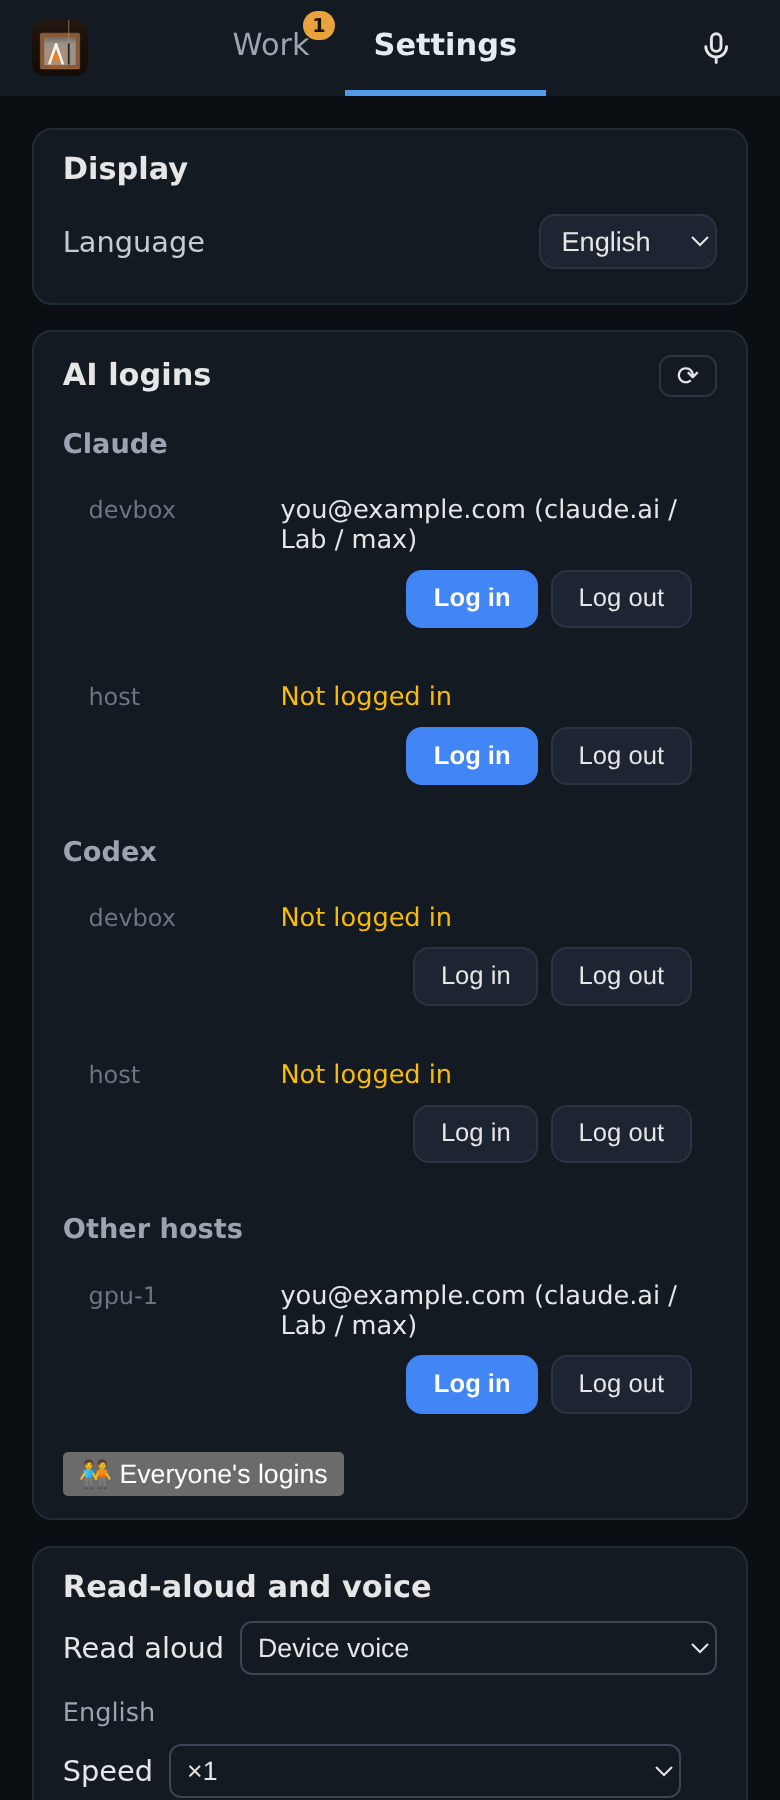 Work 1 Settings
Display
Language English
AI logins
Claude
devbox you@example.com (claude.ai /
Lab / max)
Log in Log out
host Not logged in
Log in Log out
Codex
devbox Not logged in
Log in Log out
host Not logged in
Log in Log out
Other hosts
gpu-1 you@example.com (claude.ai /
Lab / max)
Log in Log out
Everyone's logins
Read-aloud and voice
Read aloud Device voice
English
Speed ×1